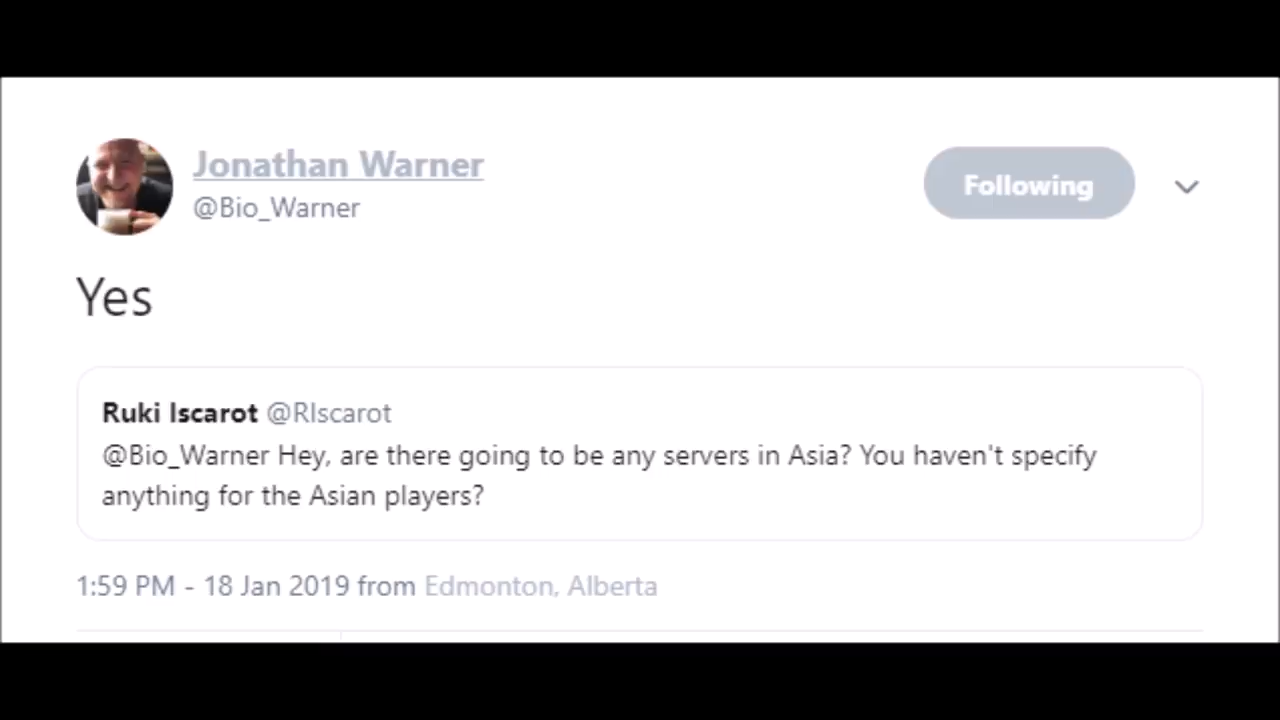 Jonathan Warner
@Bio_Warner
Following
Yes
Ruki Iscarot @RIscarot
@Bio_Warner Hey, are there going to be any servers in Asia? You haven't specify
anything for the Asian players?
1:59 PM - 18 Jan 2019 from Edmonton, Alberta